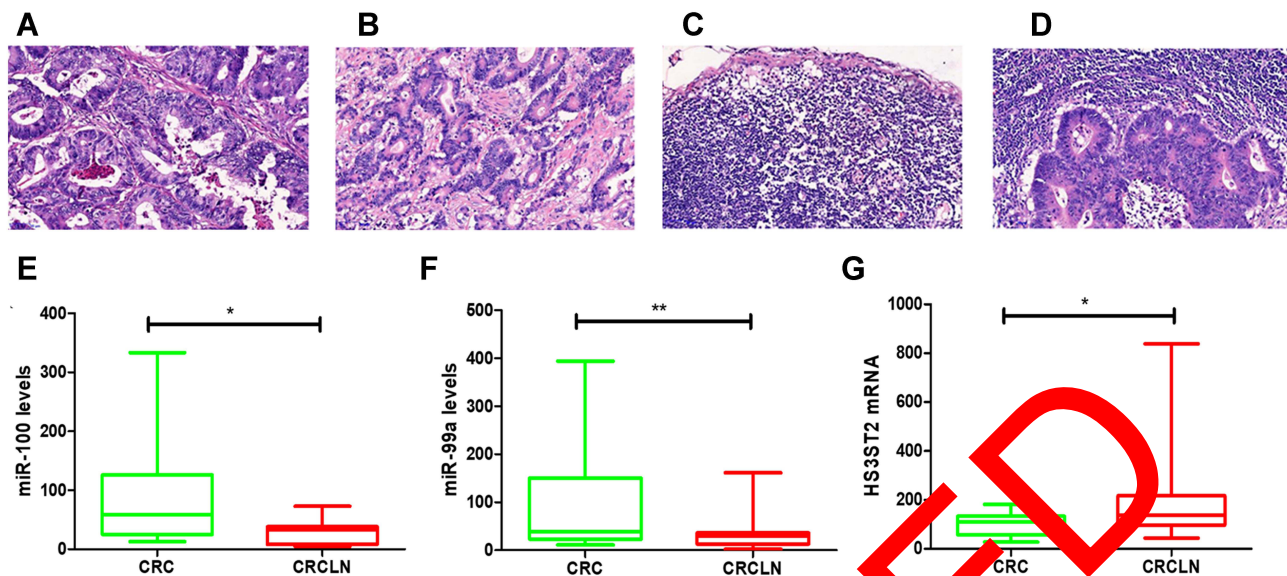 A
B
C
D
E
F
G
miR-100 levels
400
300
200
100
0
*
CRC
CRCLN
miR-99a levels
500
400
300
200
100
0
**
CRC
CRCLN
HS3ST2 mRNA
1000
800
600
400
200
0
*
CRC
CRCLN
D